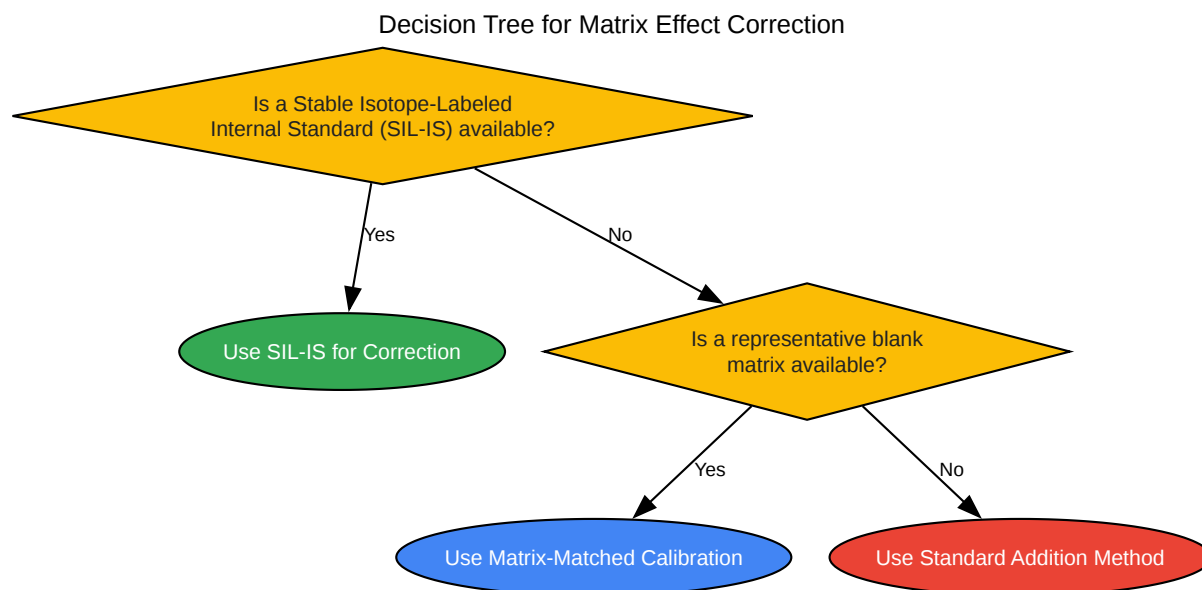 Decision Tree for Matrix Effect Correction
Is a Stable Isotope-Labeled
Internal Standard (SIL-IS) available?
Yes
No
Use SIL-IS for Correction
Is a representative blank
matrix available?
Yes
No
Use Matrix-Matched Calibration
Use Standard Addition Method